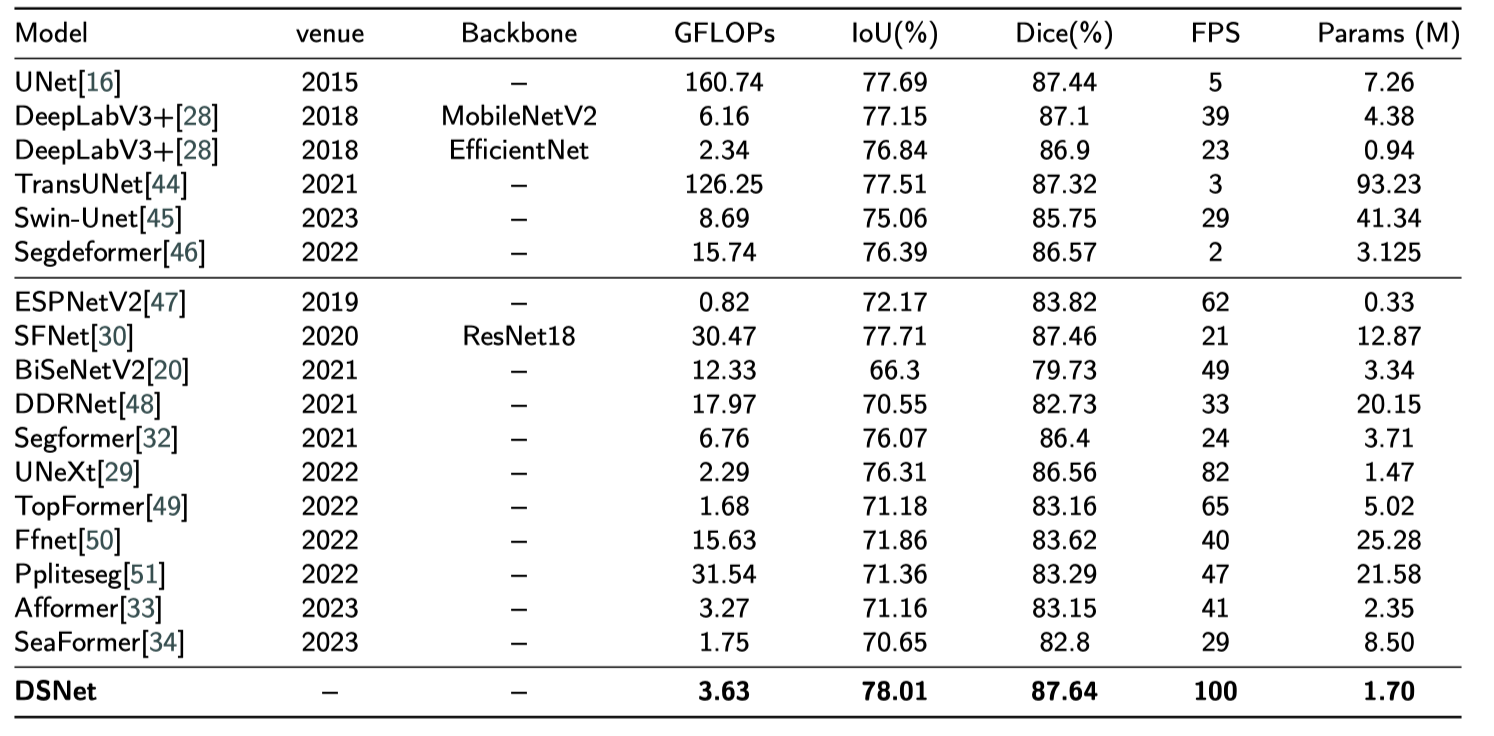 Model venue Backbone GFLOPs IoU(%) Dice(%) FPS Params (M)
UNet[16] 2015 – 160.74 77.69 87.44 5 7.26
DeepLabV3+[28] 2018 MobileNetV2 6.16 77.15 87.1 39 4.38
DeepLabV3+[28] 2018 EfficientNet 2.34 76.84 86.9 23 0.94
TransUNet[44] 2021 – 126.25 77.51 87.32 3 93.23
Swin-Unet[45] 2023 – 8.69 75.06 85.75 29 41.34
Segdeformer[46] 2022 – 15.74 76.39 86.57 2 3.125
ESPNetV2[47] 2019 – 0.82 72.17 83.82 62 0.33
SFNet[30] 2020 ResNet18 30.47 77.71 87.46 21 12.87
BiSeNetV2[20] 2021 – 12.33 66.3 79.73 49 3.34
DDRNet[48] 2021 – 17.97 70.55 82.73 33 20.15
Segformer[32] 2021 – 6.76 76.07 86.4 24 3.71
UNeXt[29] 2022 – 2.29 76.31 86.56 82 1.47
TopFormer[49] 2022 – 1.68 71.18 83.16 65 5.02
Ffnet[50] 2022 – 15.63 71.86 83.62 40 25.28
Ppliteseg[51] 2022 – 31.54 71.36 83.29 47 21.58
Afformer[33] 2023 – 3.27 71.16 83.15 41 2.35
SeaFormer[34] 2023 – 1.75 70.65 82.8 29 8.50
DSNet – – 3.63 78.01 87.64 100 1.70